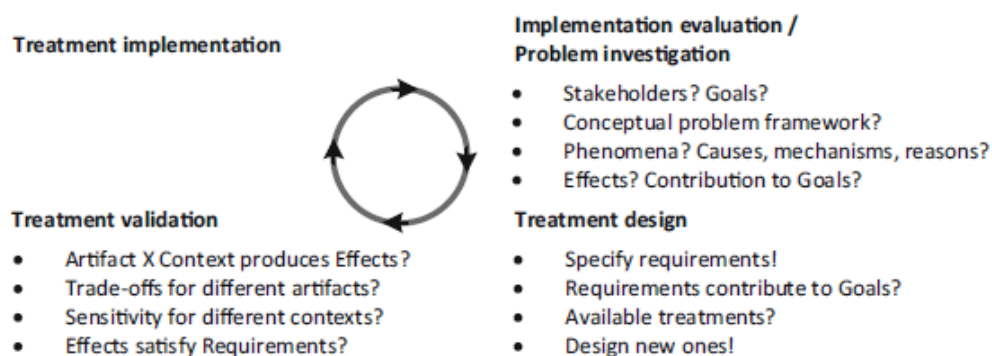 Treatment implementation
Implementation evaluation /
Problem investigation
• Stakeholders? Goals?
• Conceptual problem framework?
• Phenomena? Causes, mechanisms, reasons?
• Effects? Contribution to Goals?
Treatment validation
• Artifact X Context produces Effects?
• Trade-offs for different artifacts?
• Sensitivity for different contexts?
• Effects satisfy Requirements?
Treatment design
• Specify requirements!
• Requirements contribute to Goals?
• Available treatments?
• Design new ones!